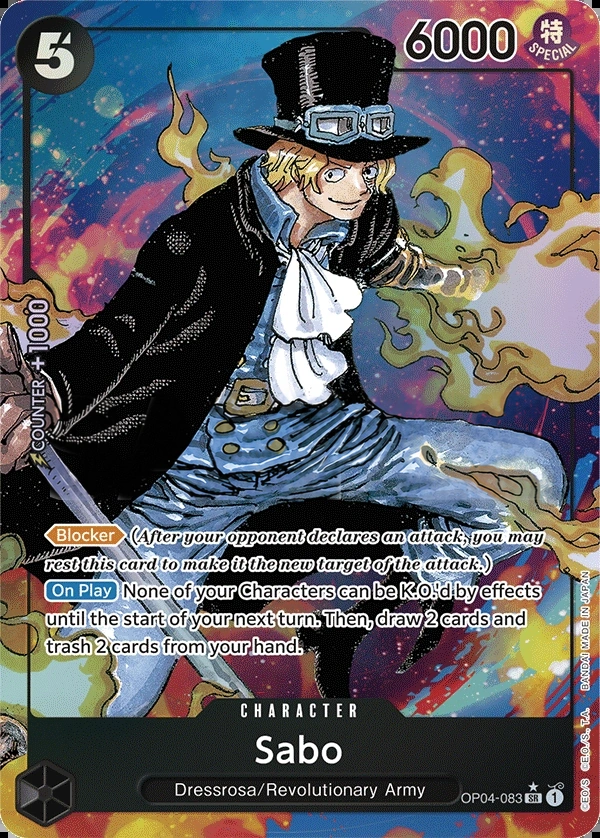 5
6000
特
SPECIAL
COUNTER +1000
Blocker (After your opponent declares an attack, you may
rest this card to make it the new target of the attack.)
On Play None of your Characters can be K.O.'d by effects
until the start of your next turn. Then, draw 2 cards and
trash 2 cards from your hand.
CHARACTER
Sabo
Dressrosa/Revolutionary Army
OP04-083 SR 1
©EO/S ©E.O./S., T.A. BANDAI MADE IN JAPAN